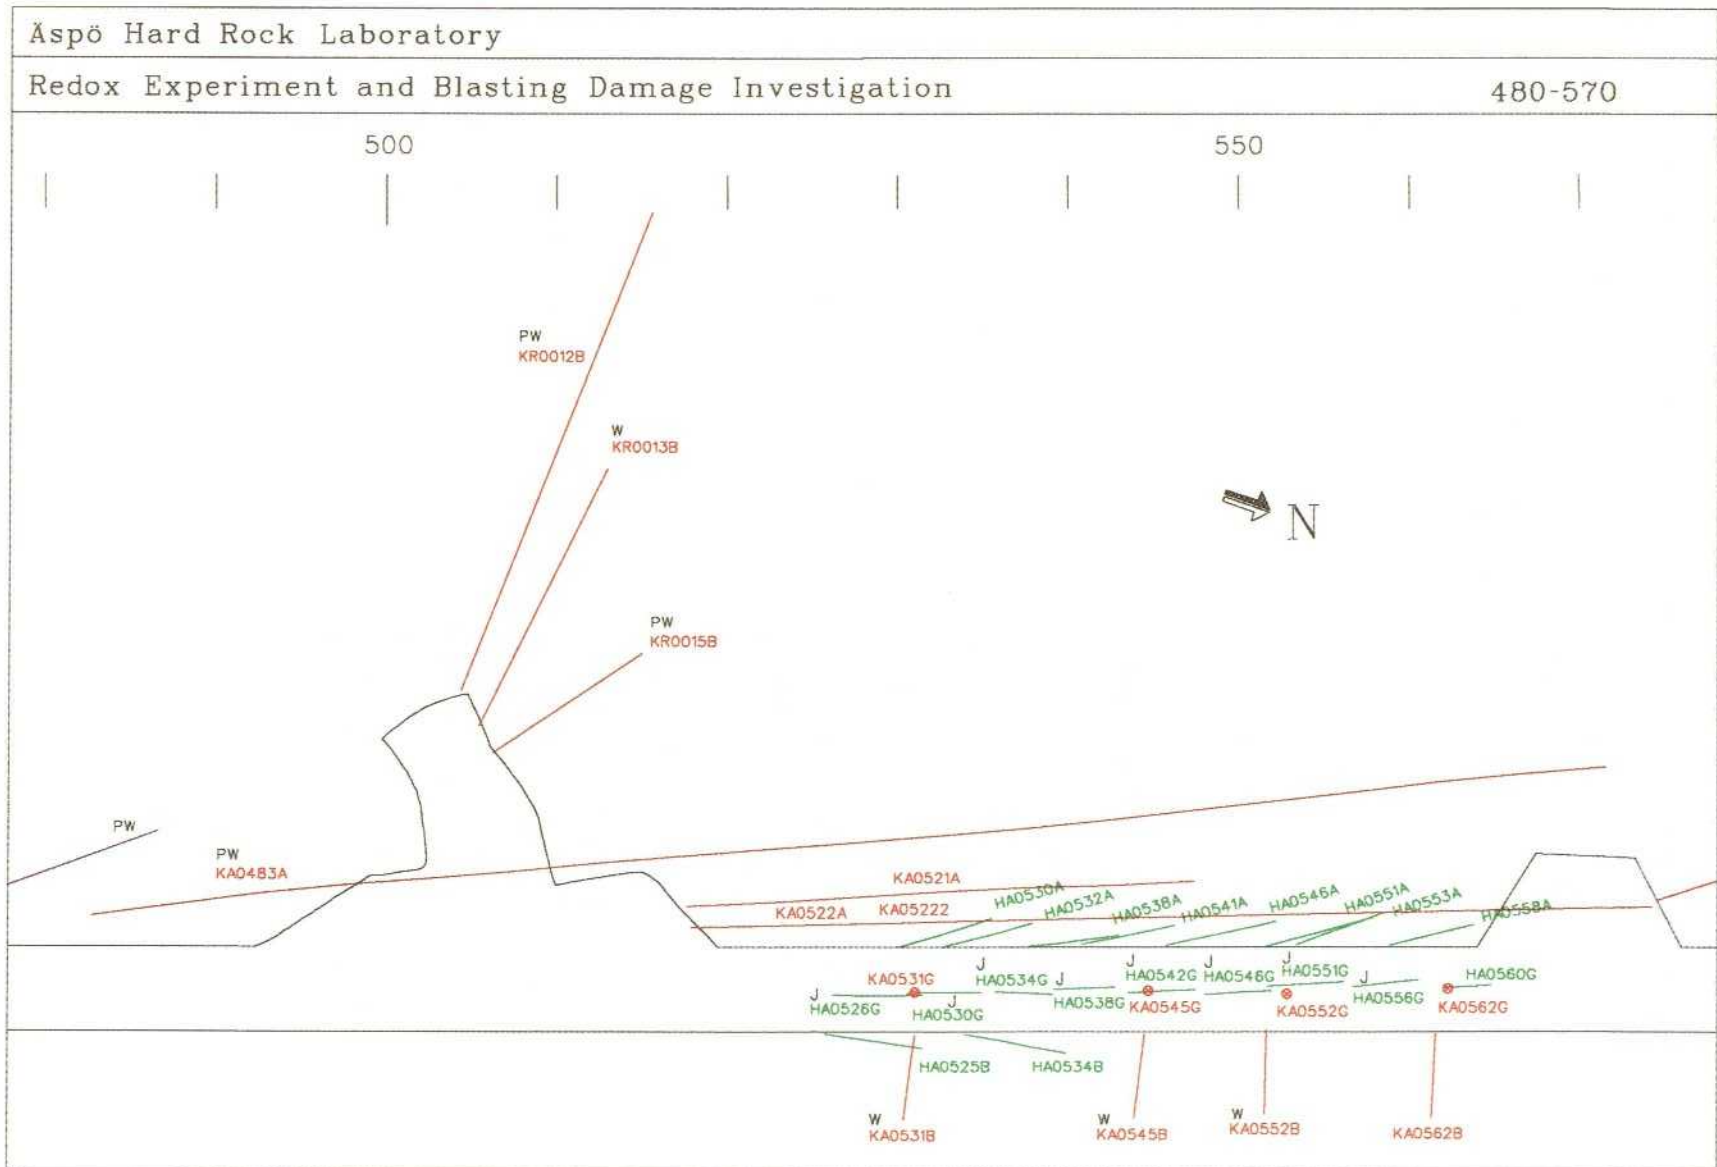 Äspö Hard Rock Laboratory
Redox Experiment and Blasting Damage Investigation 480-570
500 550
PW
KR0012B
W
KR0013B
N
PW
KR0015B
PW
PW
KA0483A
KA0521A
KA0522A KA05222
HA0530A
HA0532A
HA0538A
HA0541A
HA0546A
HA0551A
HA0553A
HA0558A
KA0531G
J
HA0526G
J
HA0530G
J
HA0534G
J
HA0538G
J
HA0542G
KA0545G
J
HA0546G
J
HA0551G
KA0552G
J
HA0556G
HA0560G
KA0562G
HA0525B
HA0534B
W
KA0531B
W
KA0545B
W
KA0552B
KA0562B